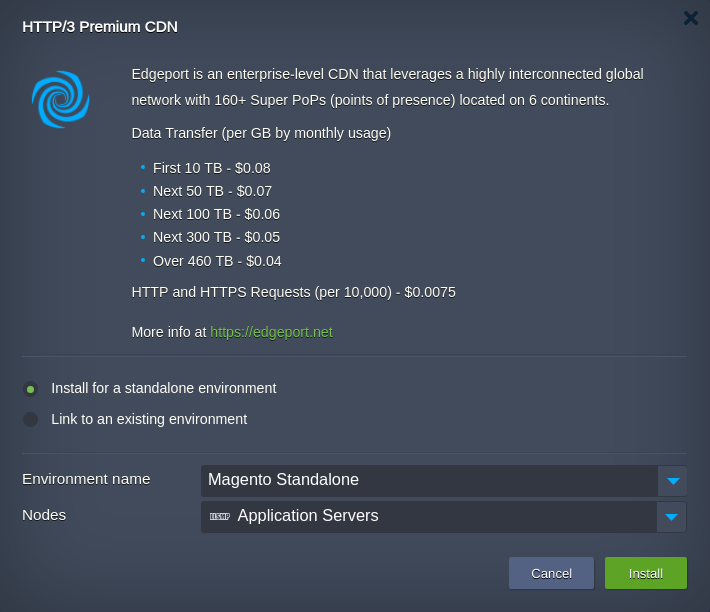 HTTP/3 Premium CDN
Edgeport is an enterprise-level CDN that leverages a highly interconnected global
network with 160+ Super PoPs (points of presence) located on 6 continents.
Data Transfer (per GB by monthly usage)
First 10 TB - $0.08
Next 50 TB - $0.07
Next 100 TB - $0.06
Next 300 TB - $0.05
Over 460 TB - $0.04
HTTP and HTTPS Requests (per 10,000) - $0.0075
More info at https://edgeport.net
Install for a standalone environment
Link to an existing environment
Environment name
Magento Standalone
Nodes
Application Servers
Cancel
Install